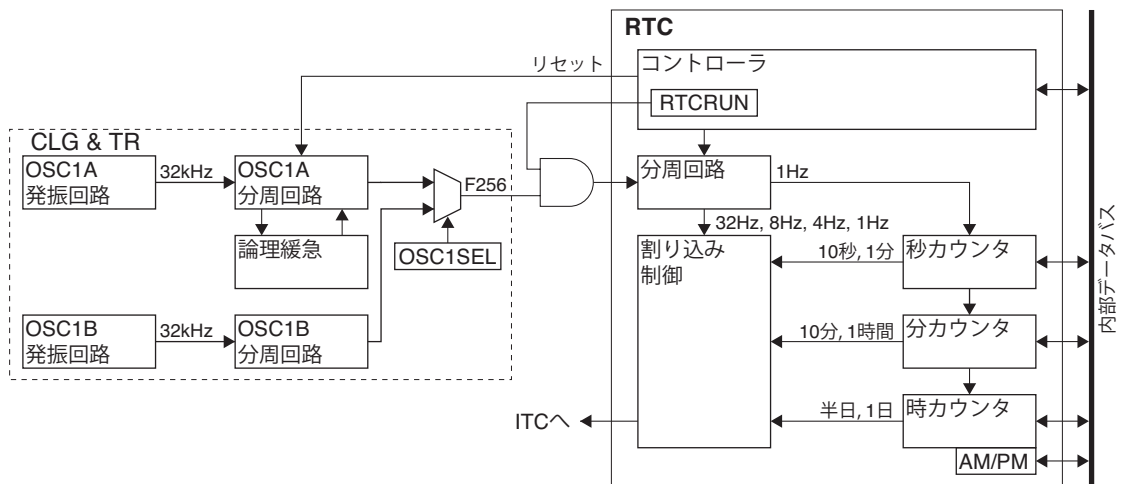 RTC
コントローラ
リセット
RTCRUN
CLG & TR
OSC1A
発振回路
32kHz
OSC1A
分周回路
F256
分周回路
1Hz
論理緩急
OSC1SEL
32Hz, 8Hz, 4Hz, 1Hz
割り込み
制御
10秒, 1分
秒カウンタ
OSC1B
発振回路
32kHz
OSC1B
分周回路
10分, 1時間
分カウンタ
内部データバス
ITCへ
半日, 1日
時カウンタ
AM/PM